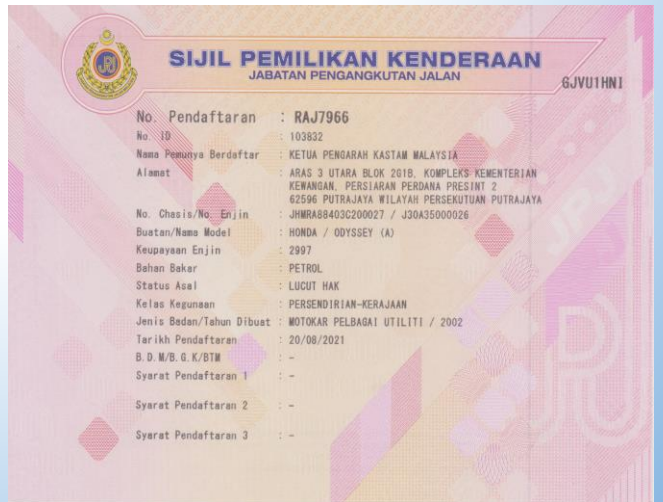 SIJIL PEMILIKAN KENDERAAN
JABATAN PENGANGKUTAN JALAN
GJVU1HNI
No. Pendaftaran : RAJ7966
No. ID : 103832
Nama Pemunya Berdaftar : KETUA PENGARAH KASTAM MALAYSIA
Alamat : ARAS 3 UTARA BLOK 2G1B, KOMPLEKS KEMENTERIAN
KEWANGAN, PERSIARAN PERDANA PRESINT 2
62596 PUTRAJAYA WILAYAH PERSEKUTUAN PUTRAJAYA
No. Chasis/No. Enjin : JHMRA88403C200027 / J30A35000026
Buatan/Nama Model : HONDA / ODYSSEY (A)
Keupayaan Enjin : 2997
Bahan Bakar : PETROL
Status Asal : LUCUT HAK
Kelas Kegunaan : PERSENDIRIAN-KERAJAAN
Jenis Badan/Tahun Dibuat : MOTOKAR PELBAGAI UTILITI / 2002
Tarikh Pendaftaran : 20/08/2021
B.D.M/B.G.K/BTM : -
Syarat Pendaftaran 1 : -
Syarat Pendaftaran 2 : -
Syarat Pendaftaran 3 : -
JPJ